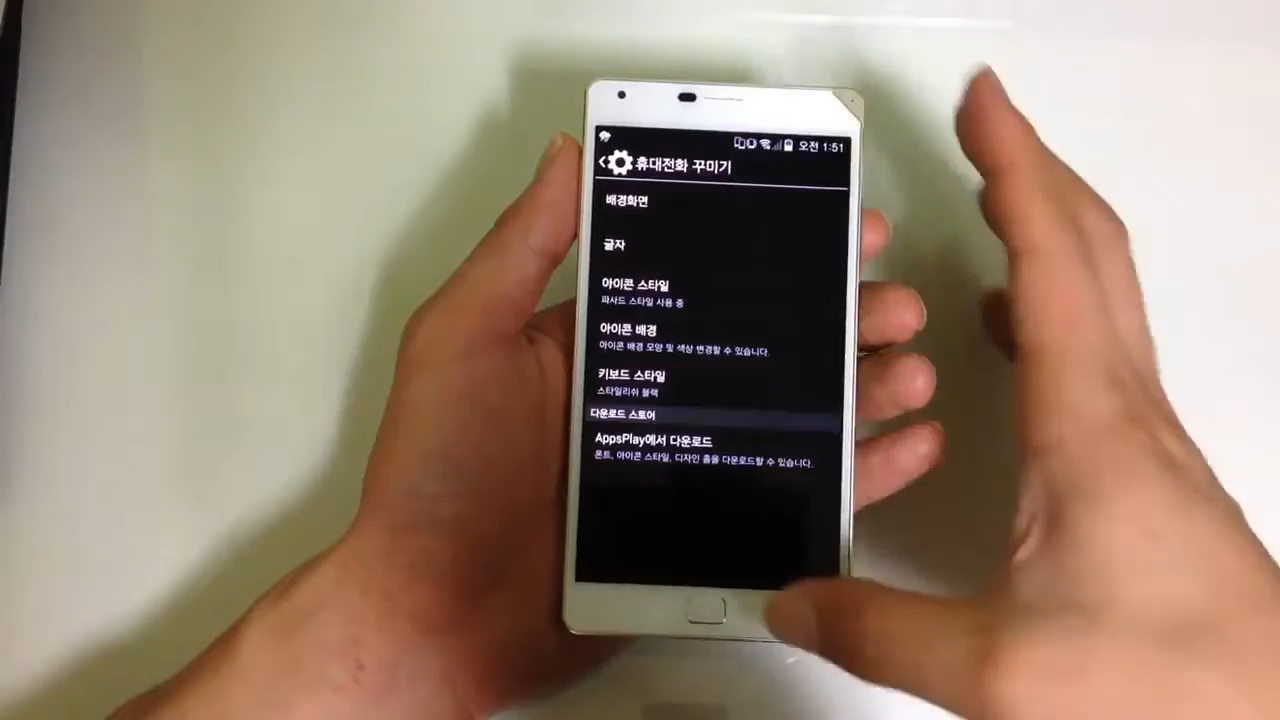 오전 1:51
휴대전화 꾸미기
배경화면
글자
아이콘 스타일
파사드 스타일 사용 중
아이콘 배경
아이콘 배경 모양 및 색상 변경할 수 있습니다.
키보드 스타일
스타일리쉬 블랙
다운로드 스토어
AppsPlay에서 다운로드
폰트, 아이콘 스타일, 디자인 홈을 다운로드할 수 있습니다.